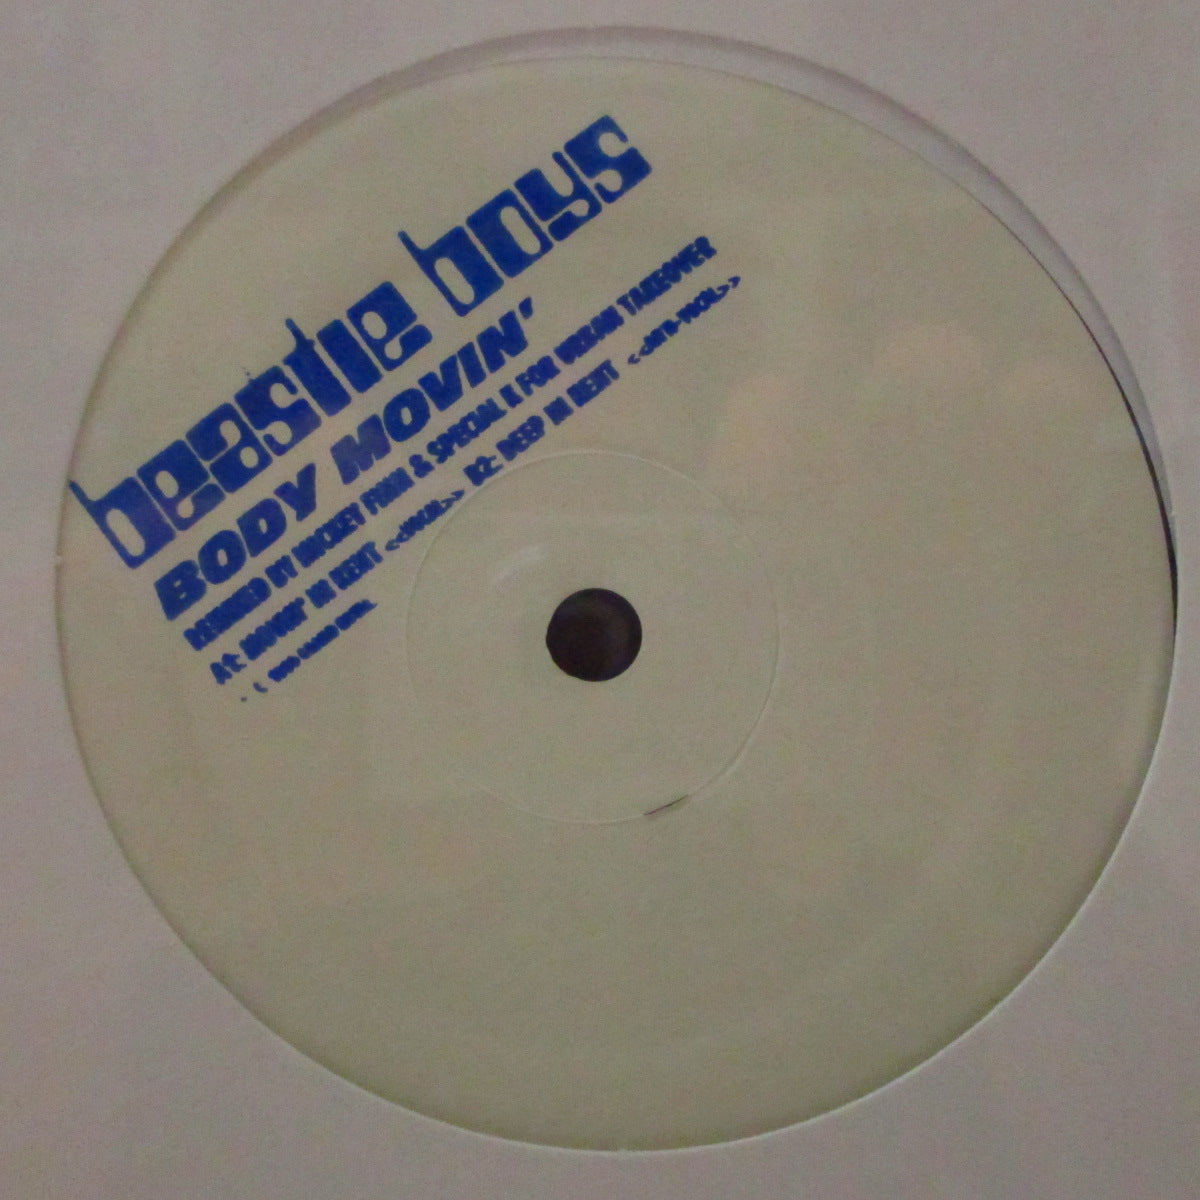 beastie boys
BODY MOVIN'
REMIXED BY MICKEY FINN & SPECIAL K FOR URBAN TAKEOVER
A1: MOVIN' IN KENT <<VOCAL>> B2: DEEP IN KENT